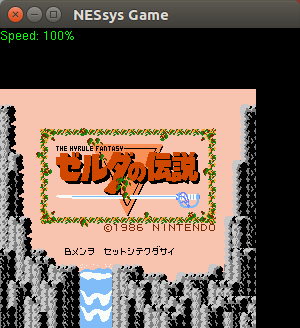 NESsys Game
Speed: 100%
THE HYRULE FANTASY
ゼルダの伝説
©1986 NINTENDO
Bメンヲ セットシテクダサイ